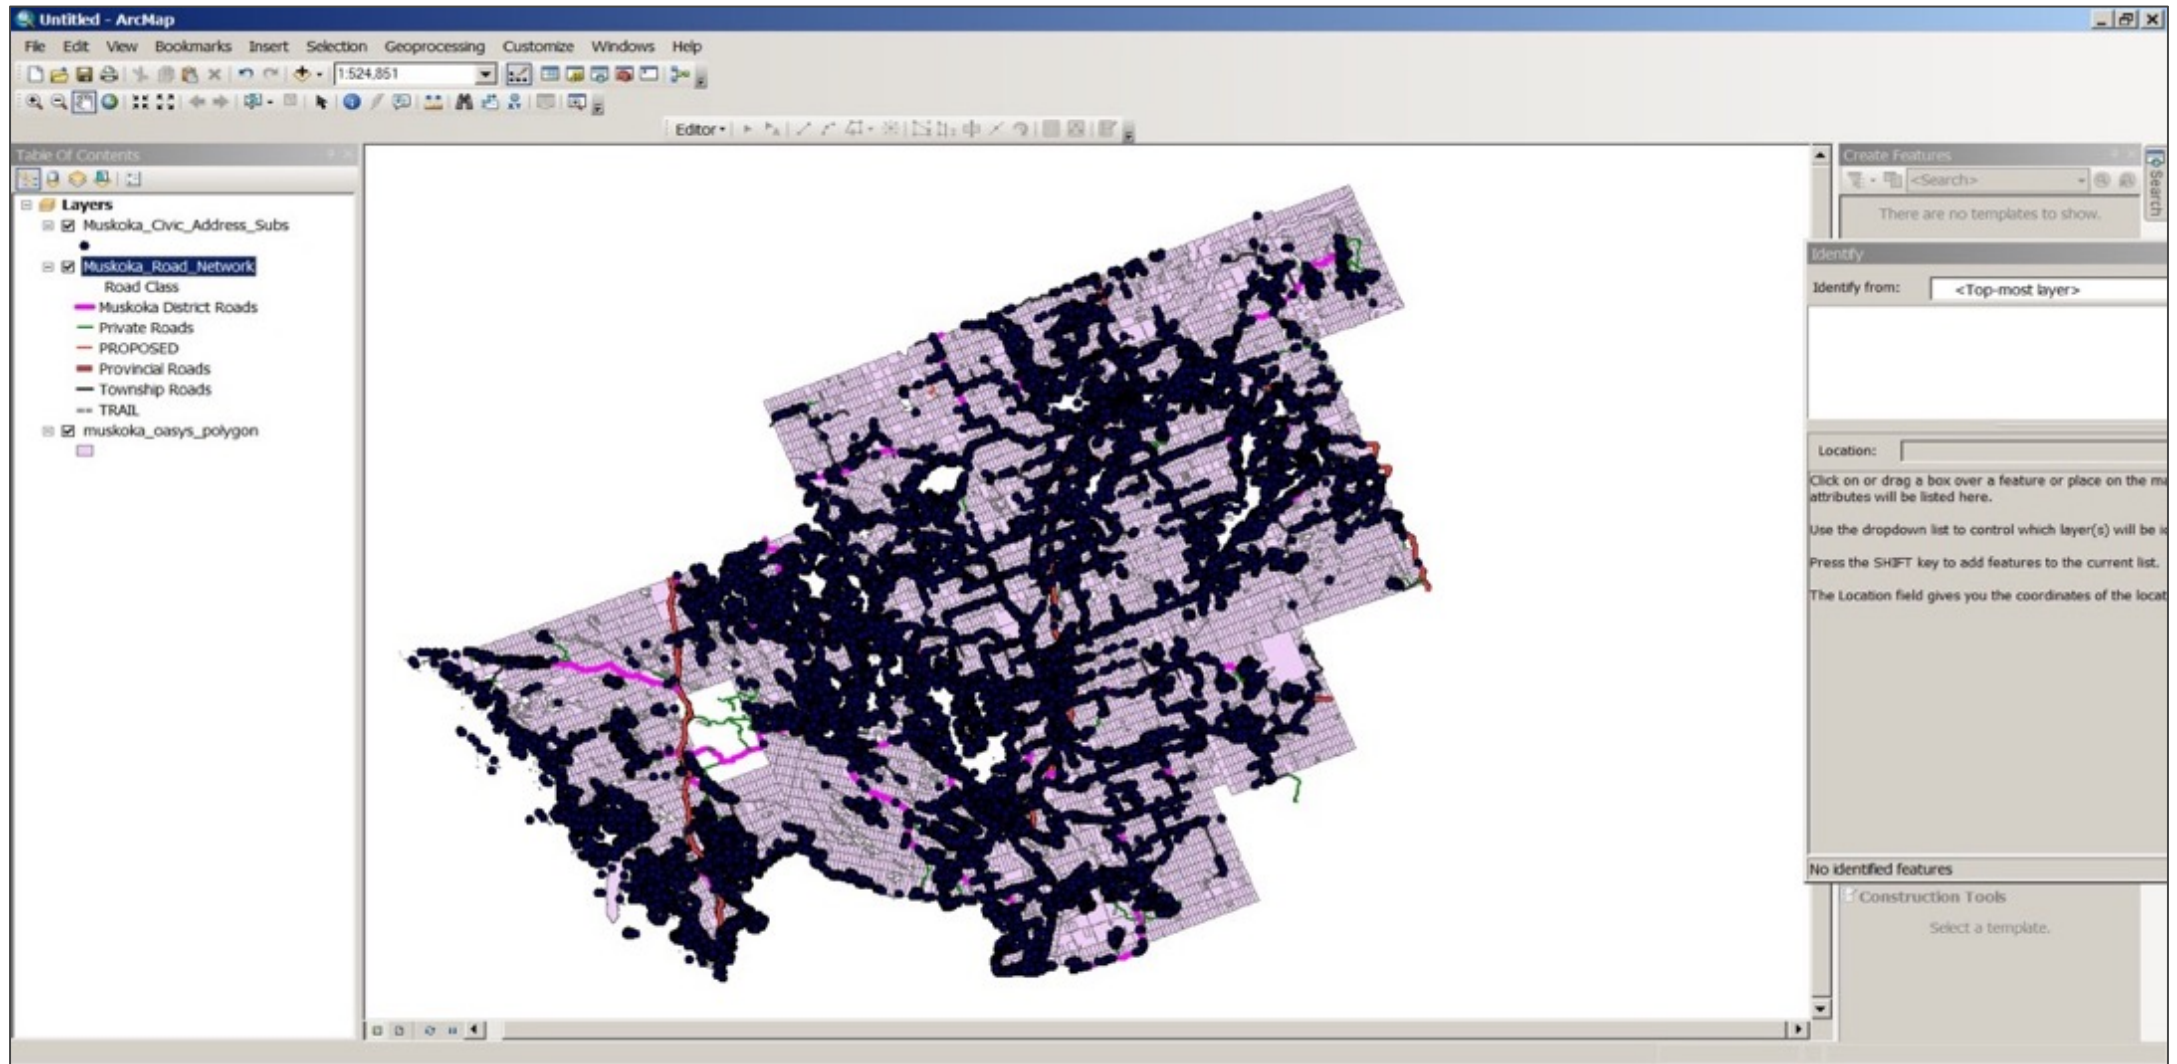 Untitled - ArcMap
File Edit View Bookmarks Insert Selection Geoprocessing Customize Windows Help
1:524,851
Editor
Table Of Contents
Layers
Muskoka_Civic_Address_Subs
Muskoka_Road_Network
Road Class
Muskoka District Roads
Private Roads
PROPOSED
Provincial Roads
Township Roads
TRAIL
muskoka_oasys_polygon
Create Features
<Search>
There are no templates to show.
Search
Identify
Identify from: <Top-most layer>
Location:
Click on or drag a box over a feature or place on the ma
attributes will be listed here.
Use the dropdown list to control which layer(s) will be ic
Press the SHIFT key to add features to the current list.
The Location field gives you the coordinates of the locat
No identified features
Construction Tools
Select a template.